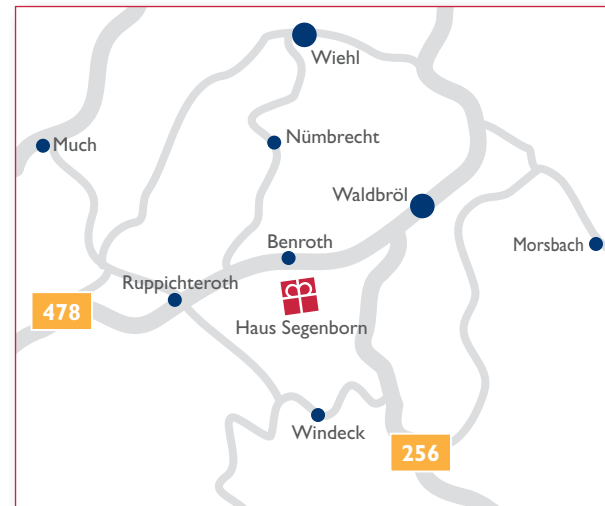 Wiehl
Much
Nümbrecht
Waldbröl
Benroth
Morsbach
Ruppichteroth
478
Haus Segenborn
Windeck
256